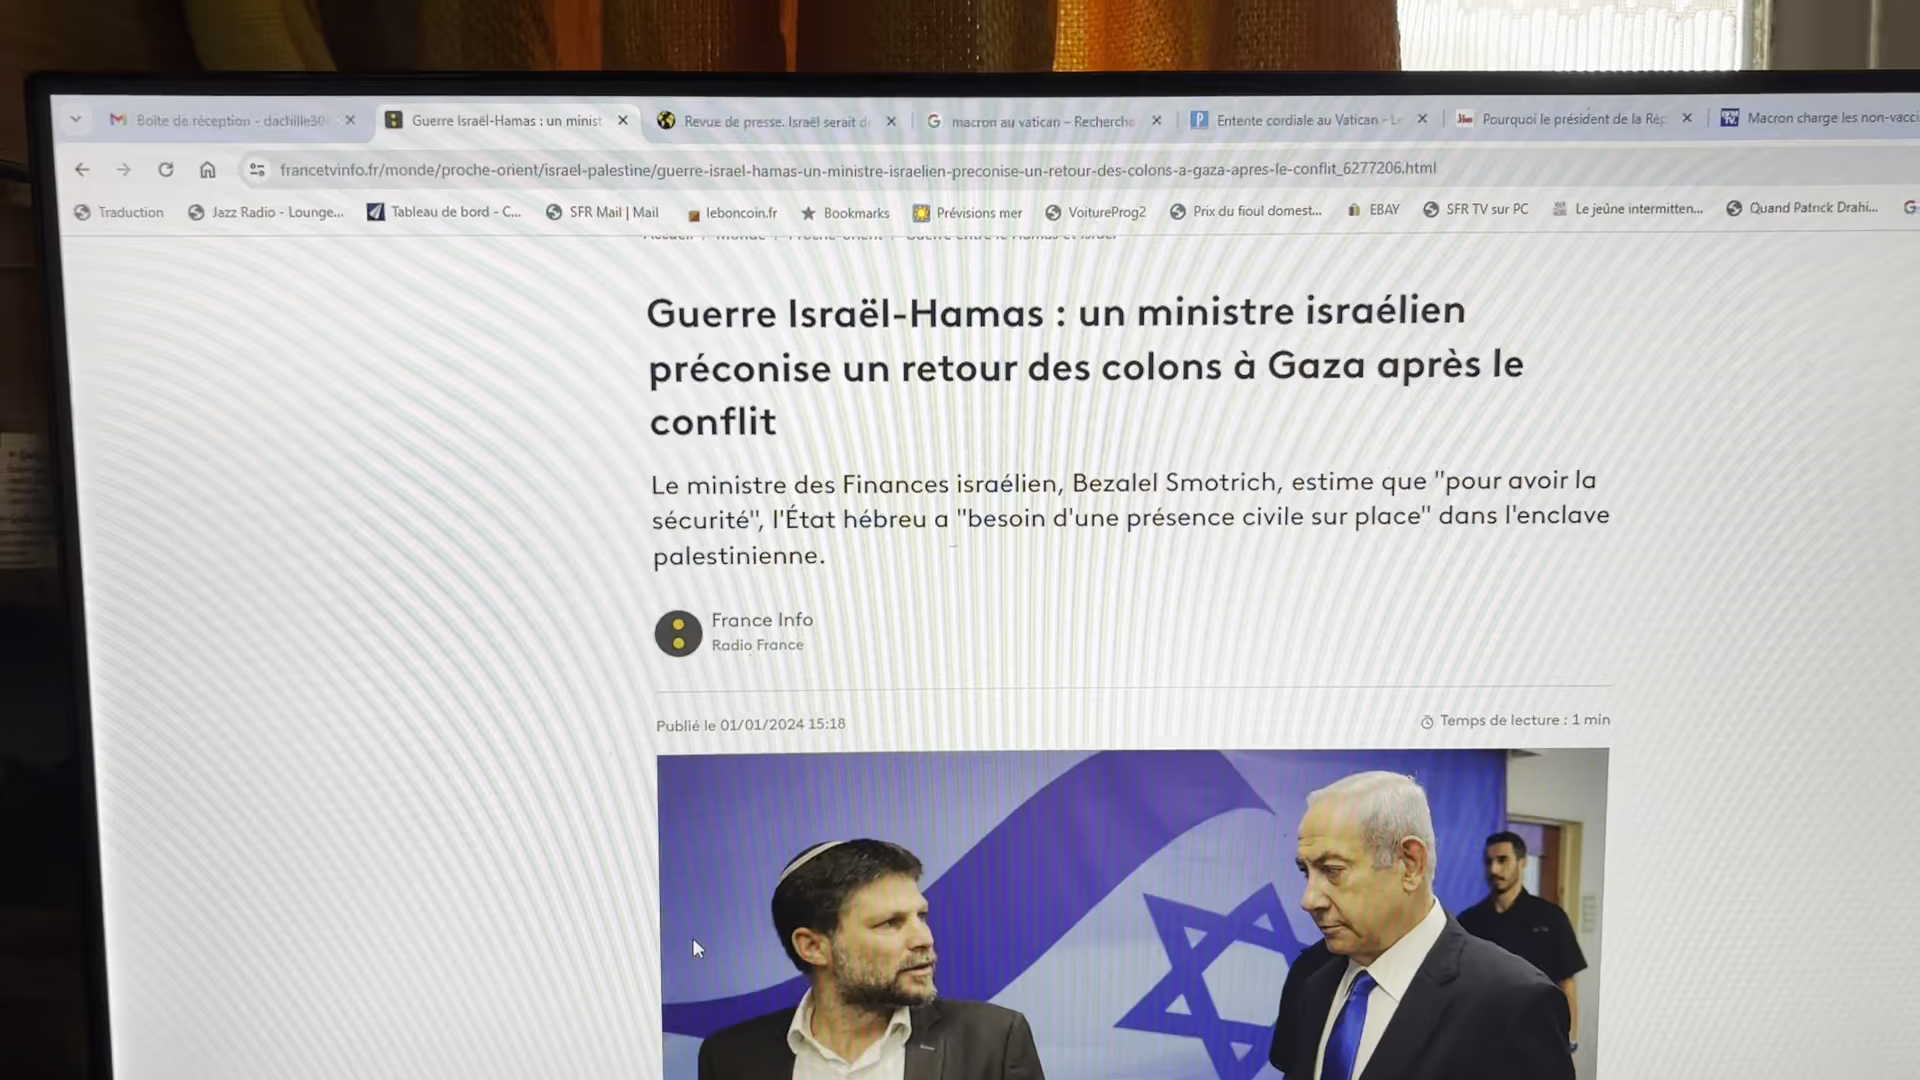 Boîte de réception - dachille30
Guerre Israël-Hamas : un minist
Revue de presse. Israël serait d
macron au vatican - Recherche
Entente cordiale au Vatican - Le
Pourquoi le président de la Rép
Macron charge les non-vacci
francetvinfo.fr/monde/proche-orient/israel-palestine/guerre-israel-hamas-un-ministre-israelien-preconise-un-retour-des-colons-a-gaza-apres-le-conflit_6277206.html
Traduction
Jazz Radio - Lounge...
Tableau de bord - C...
SFR Mail | Mail
leboncoin.fr
Bookmarks
Prévisions mer
VoitureProg2
Prix du fioul domest...
EBAY
SFR TV sur PC
Le jeûne intermitten...
Quand Patrick Drahi...
Guerre Israël-Hamas : un ministre israélien
préconise un retour des colons à Gaza après le
conflit
Le ministre des Finances israélien, Bezalel Smotrich, estime que "pour avoir la
sécurité", l'État hébreu a "besoin d'une présence civile sur place" dans l'enclave
palestinienne.
France Info
Radio France
Publié le 01/01/2024 15:18
Temps de lecture : 1 min